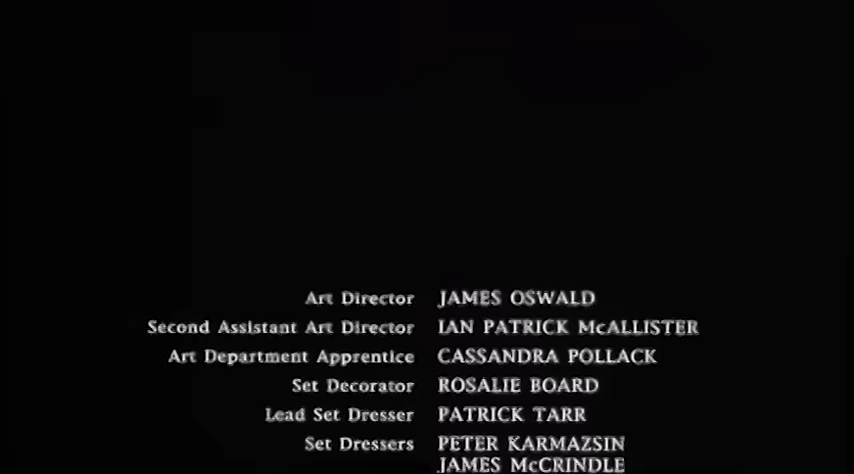 Art Director JAMES OSWALD
Second Assistant Art Director IAN PATRICK McALLISTER
Art Department Apprentice CASSANDRA POLLACK
Set Decorator ROSALIE BOARD
Lead Set Dresser PATRICK TARR
Set Dressers PETER KARMAZSIN
JAMES McCRINDLE